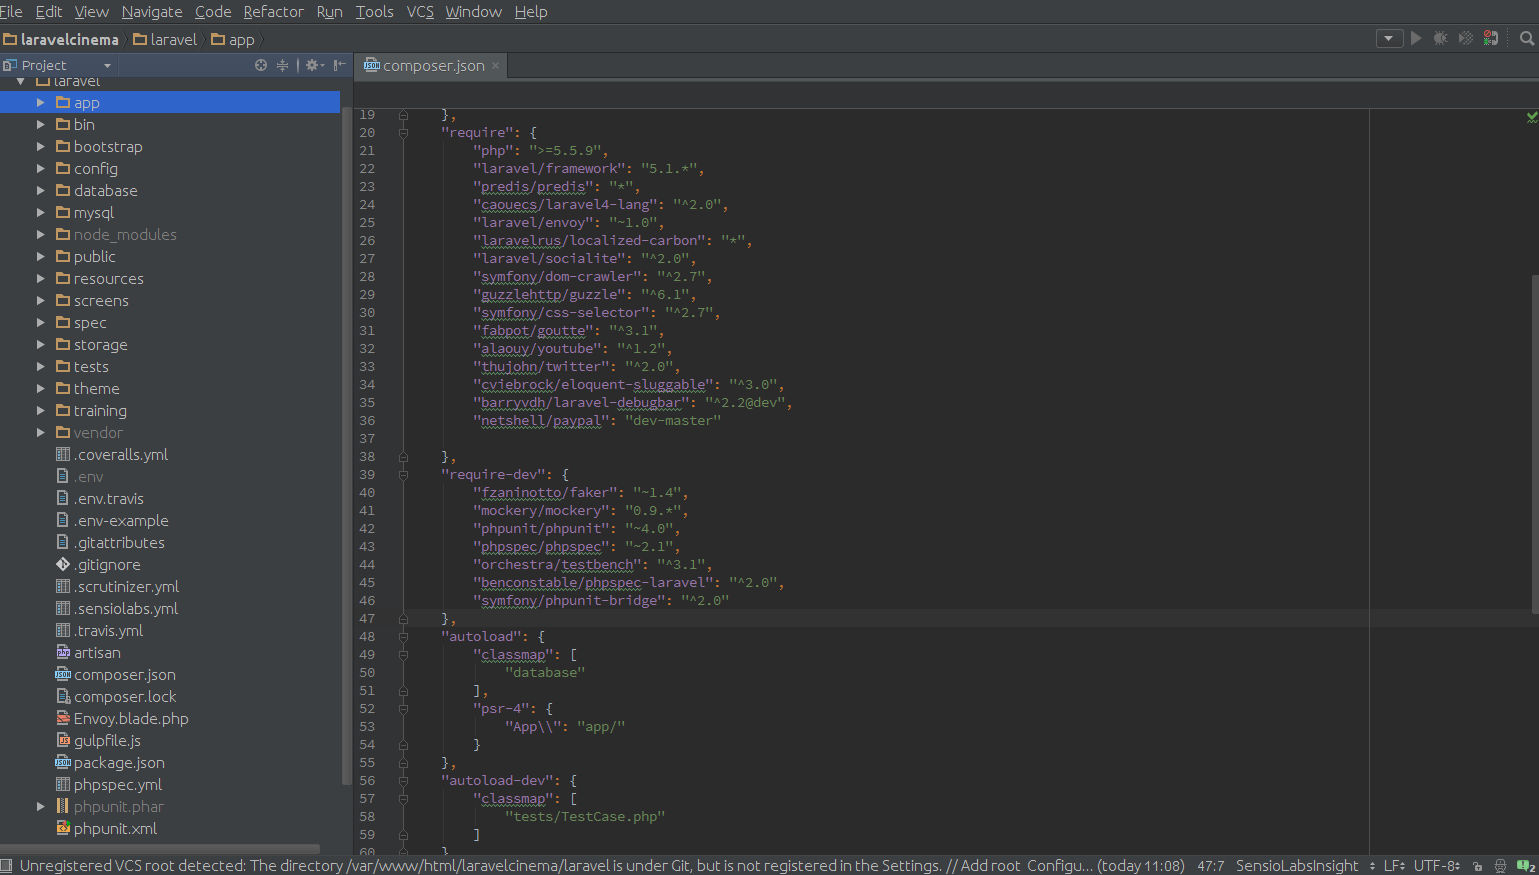 File Edit View Navigate Code Refactor Run Tools VCS Window Help
laravelcinema laravel app
Project
composer.json
laravel
app
bin
bootstrap
config
database
mysql
node_modules
public
resources
screens
spec
storage
tests
theme
training
vendor
.coveralls.yml
.env
.env.travis
.env-example
.gitattributes
.gitignore
.scrutinizer.yml
.sensiolabs.yml
.travis.yml
artisan
composer.json
composer.lock
Envoy.blade.php
gulpfile.js
package.json
phpspec.yml
phpunit.phar
phpunit.xml
19 },
20 "require": {
21 "php": ">=5.5.9",
22 "laravel/framework": "5.1.*",
23 "predis/predis": "*",
24 "caouecs/laravel4-lang": "^2.0",
25 "laravel/envoy": "~1.0",
26 "laravelrus/localized-carbon": "*",
27 "laravel/socialite": "^2.0",
28 "symfony/dom-crawler": "^2.7",
29 "guzzlehttp/guzzle": "^6.1",
30 "symfony/css-selector": "^2.7",
31 "fabpot/goutte": "^3.1",
32 "alaouy/youtube": "^1.2",
33 "thujohn/twitter": "^2.0",
34 "cviebrock/eloquent-sluggable": "^3.0",
35 "barryvdh/laravel-debugbar": "^2.2@dev",
36 "netshell/paypal": "dev-master"
37
38 },
39 "require-dev": {
40 "fzaninotto/faker": "~1.4",
41 "mockery/mockery": "0.9.*",
42 "phpunit/phpunit": "~4.0",
43 "phpspec/phpspec": "~2.1",
44 "orchestra/testbench": "^3.1",
45 "benconstable/phpspec-laravel": "^2.0",
46 "symfony/phpunit-bridge": "^2.0"
47 },
48 "autoload": {
49 "classmap": [
50 "database"
51 ],
52 "psr-4": {
53 "App\\": "app/"
54 }
55 },
56 "autoload-dev": {
57 "classmap": [
58 "tests/TestCase.php"
59 ]
60 }
Unregistered VCS root detected: The directory /var/www/html/laravelcinema/laravel is under Git, but is not registered in the Settings. // Add root Configu... (today 11:08) 47:7 SensioLabsInsight LF UTF-8 2